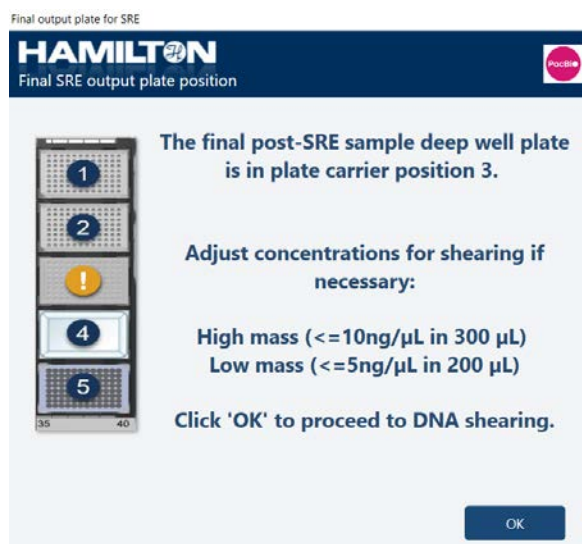 Final output plate for SRE
HAMILTON
Final SRE output plate position
PacBio
The final post-SRE sample deep well plate
is in plate carrier position 3.
1
2
!
4
5
35 40
Adjust concentrations for shearing if
necessary:
High mass (<=10ng/µL in 300 µL)
Low mass (<=5ng/µL in 200 µL)
Click 'OK' to proceed to DNA shearing.
OK